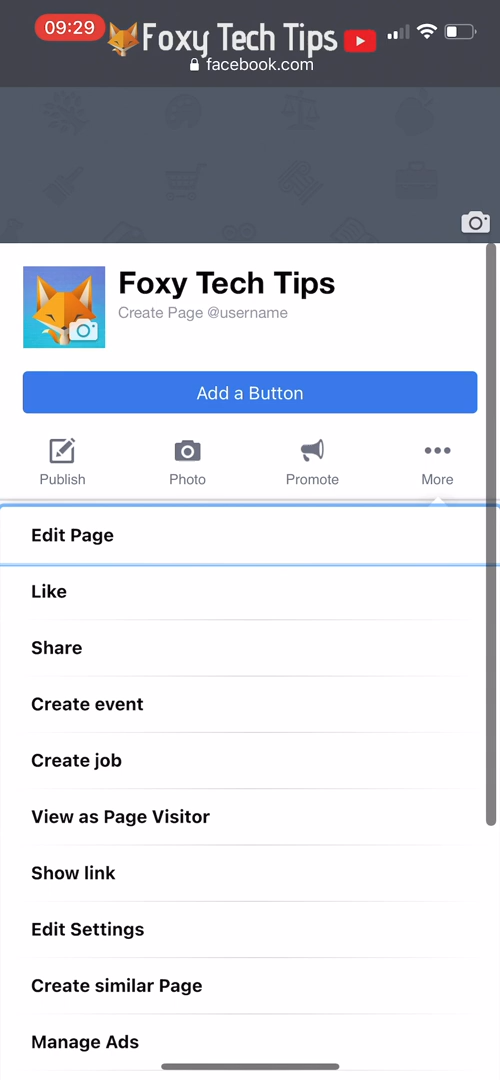 09:29
Foxy Tech Tips
facebook.com
Foxy Tech Tips
Create Page @username
Add a Button
Publish Photo Promote More
Edit Page
Like
Share
Create event
Create job
View as Page Visitor
Show link
Edit Settings
Create similar Page
Manage Ads